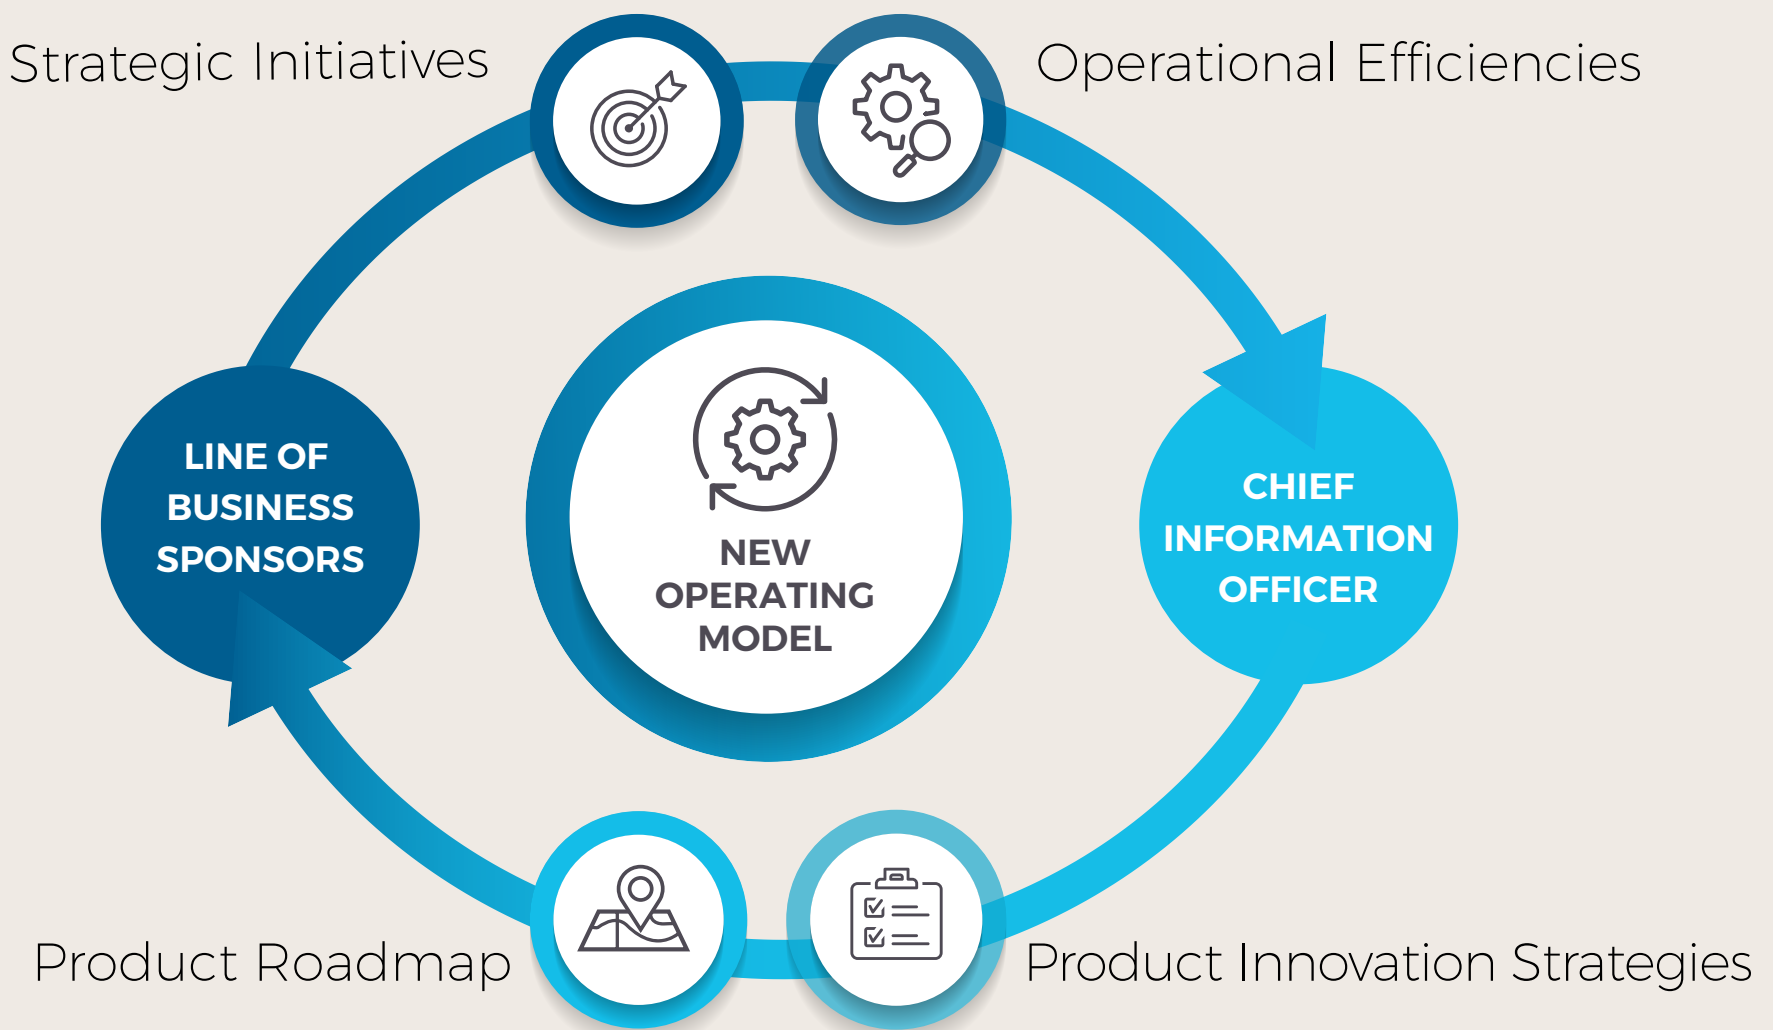 Strategic Initiatives
Operational Efficiencies
LINE OF
BUSINESS
SPONSORS
NEW
OPERATING
MODEL
CHIEF
INFORMATION
OFFICER
Product Roadmap
Product Innovation Strategies